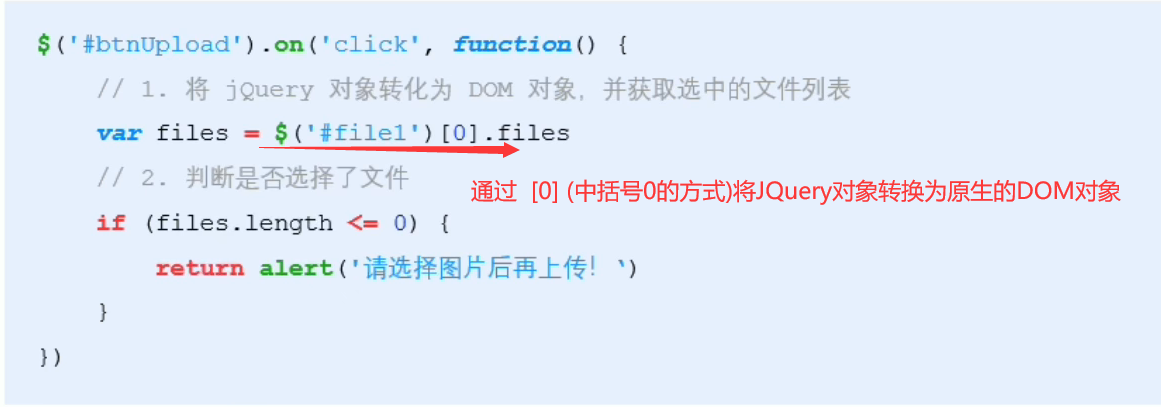 $('#btnUpload').on('click', function() {
// 1. 将 jQuery 对象转化为 DOM 对象，并获取选中的文件列表
var files = $('#file1')[0].files
// 2. 判断是否选择了文件
通过 [0] (中括号0的方式)将JQuery对象转换为原生的DOM对象
if (files.length <= 0) {
return alert('请选择图片后再上传！‘)
}
})